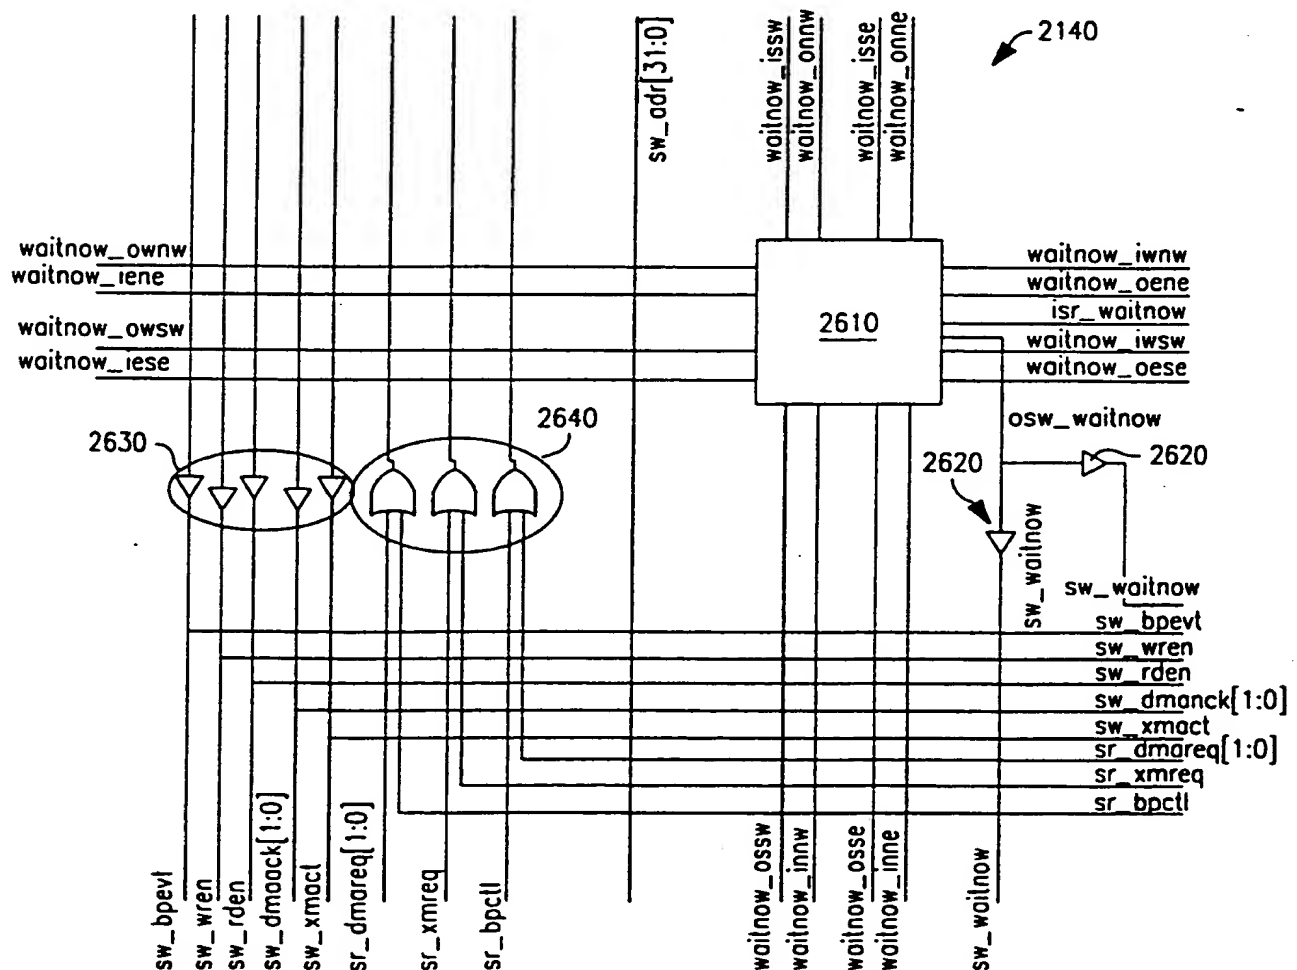 sw_adr[31:0]
waitnow_issw
waitnow_onnw
waitnow_isse
waitnow_onne
2140
waitnow_ownw
waitnow_iene
waitnow_owsw
waitnow_iese
2610
waitnow_iwnw
waitnow_oene
isr_waitnow
waitnow_iwsw
waitnow_oese
osw_waitnow
2630
2640
2620
2620
sw_waitnow
sw_waitnow
sw_bpevt
sw_wren
sw_rden
sw_dmanck[1:0]
sw_xmact
sr_dmareq[1:0]
sr_xmreq
sr_bpctl
sw_bpevt
sw_wren
sw_rden
sw_dmaack[1:0]
sw_xmact
sr_dmareq[1:0]
sr_xmreq
sr_bpctl
waitnow_ossw
waitnow_innw
waitnow_osse
waitnow_inne
sw_waitnow